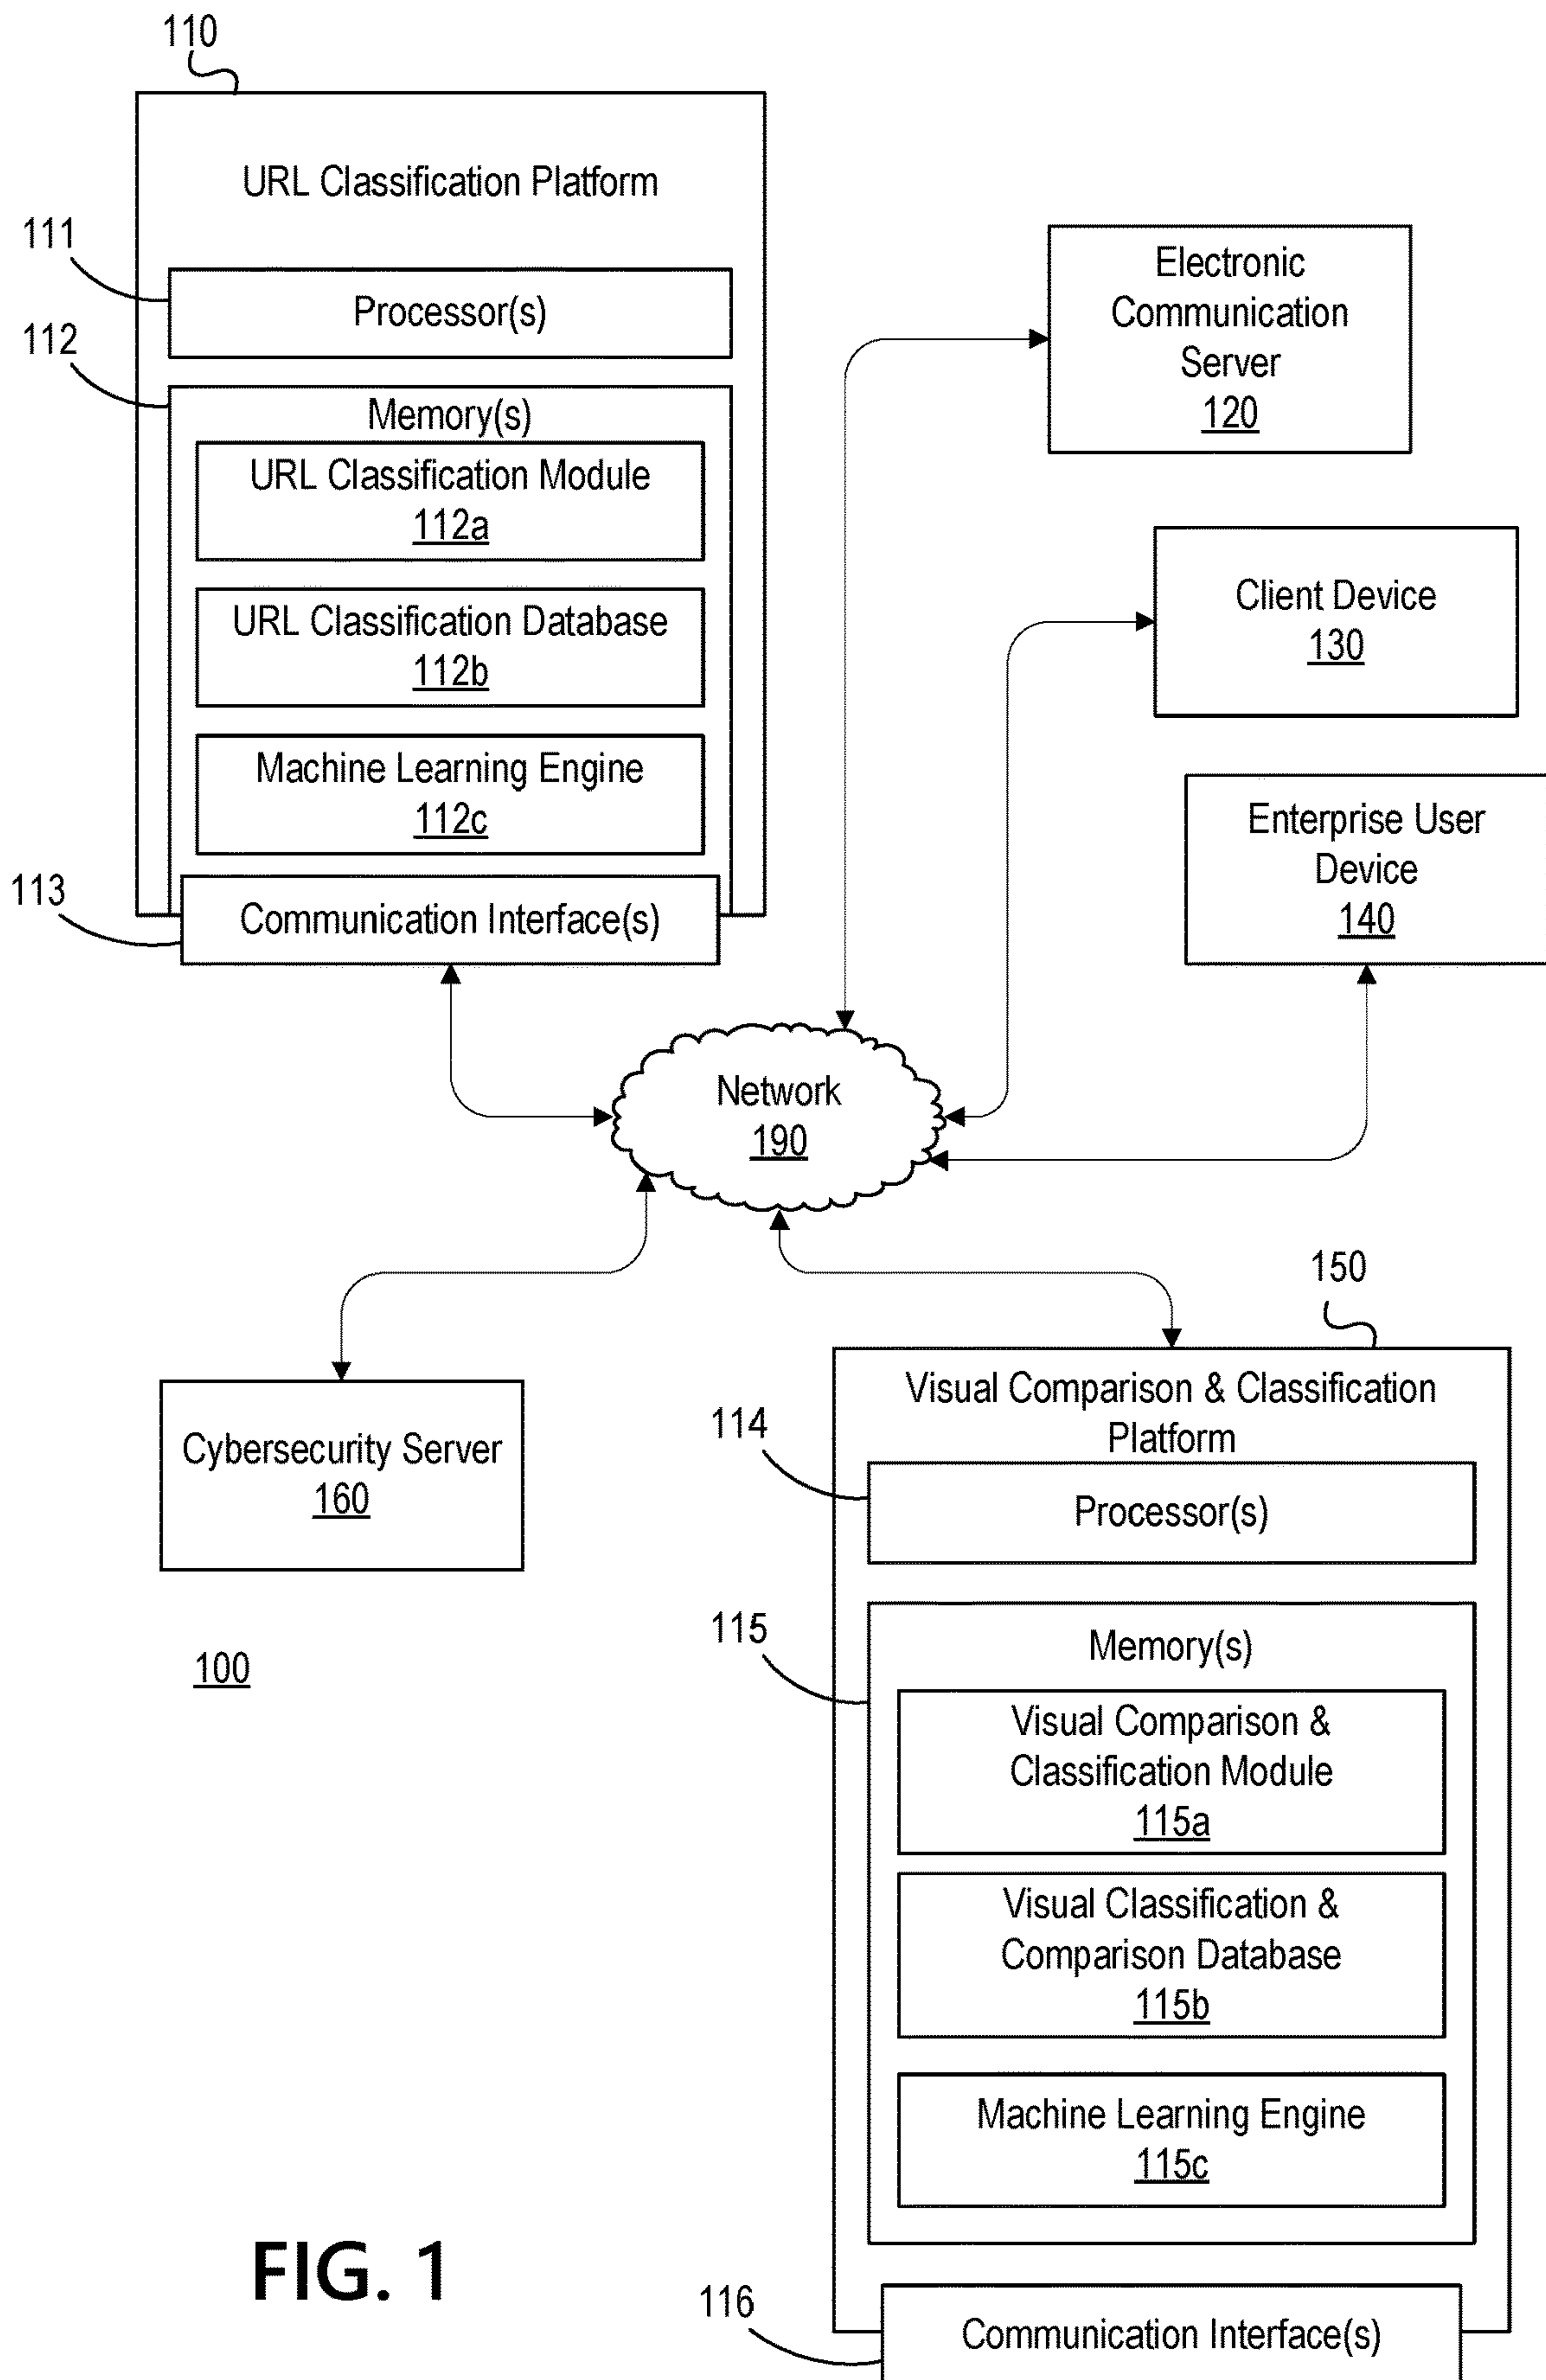 110
URL Classification Platform
111
Processor(s)
112
Memory(s)
URL Classification Module
112a
URL Classification Database
112b
Machine Learning Engine
112c
113
Communication Interface(s)
Electronic
Communication
Server
120
Client Device
130
Enterprise User
Device
140
Network
190
Cybersecurity Server
160
100
150
Visual Comparison & Classification
Platform
114
Processor(s)
115
Memory(s)
Visual Comparison &
Classification Module
115a
Visual Classification &
Comparison Database
115b
Machine Learning Engine
115c
116
Communication Interface(s)
FIG. 1